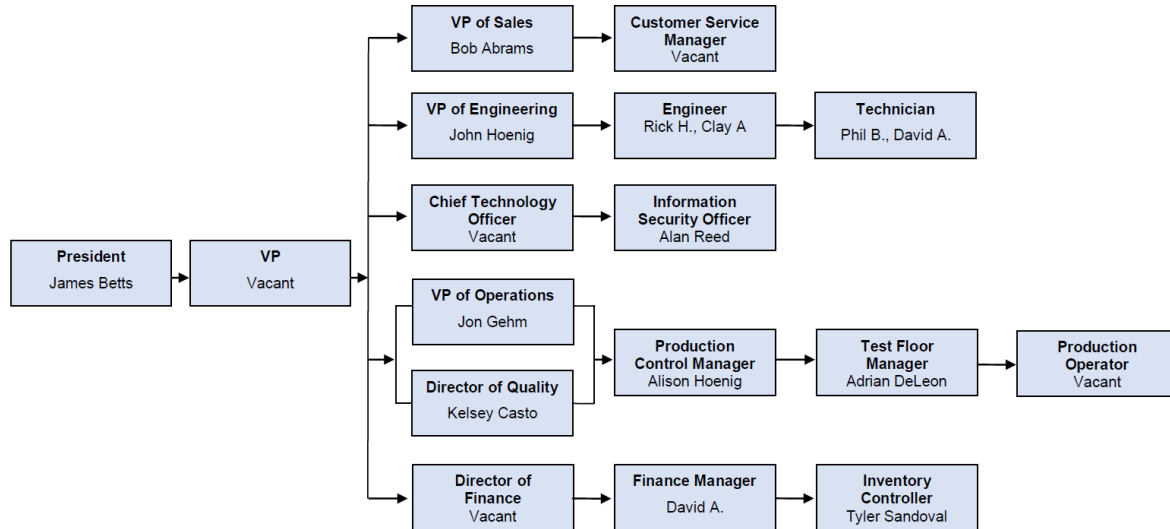 VP of Sales
Bob Abrams
Customer Service
Manager
Vacant
VP of Engineering
John Hoenig
Engineer
Rick H., Clay A
Technician
Phil B., David A.
Chief Technology
Officer
Vacant
Information
Security Officer
Alan Reed
President
James Betts
VP
Vacant
VP of Operations
Jon Gehm
Director of Quality
Kelsey Casto
Production
Control Manager
Alison Hoenig
Test Floor
Manager
Adrian DeLeon
Production
Operator
Vacant
Director of
Finance
Vacant
Finance Manager
David A.
Inventory
Controller
Tyler Sandoval